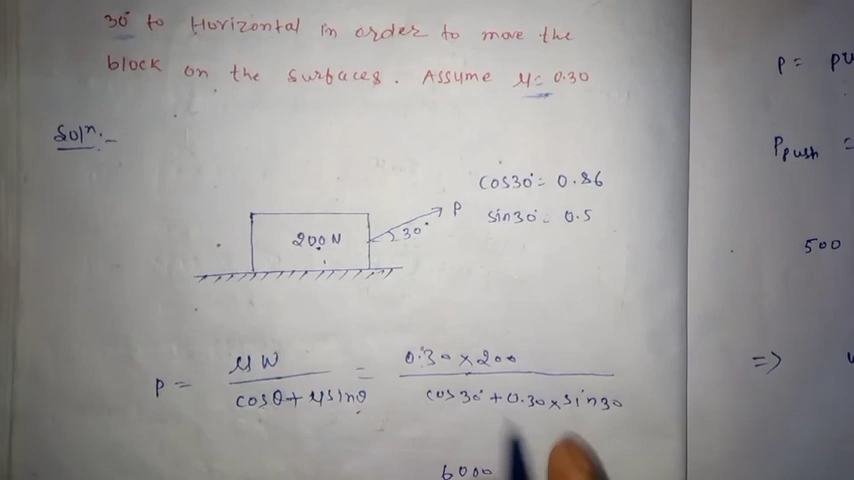 30° to Horizontal in order to move the
block on the surfaces. Assume μ = 0.30
Solⁿ:-
200N
P
30°
cos30° = 0.86
sin30° = 0.5
P = μW / cosθ + μsinθ = 0.30 × 200 / cos30° + 0.30 × sin30
6000
P =
Ppush =
500
=>